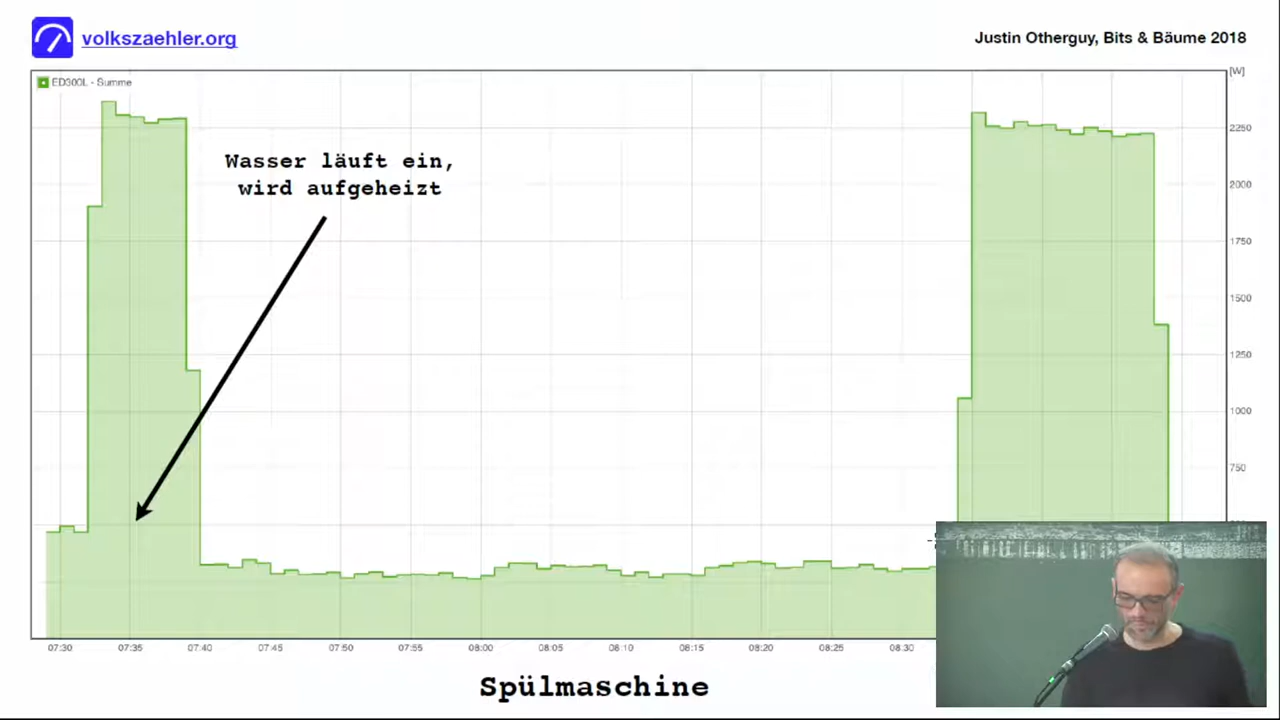 volkszaehler.org
Justin Otherguy, Bits & Bäume 2018
ED300L - Summe
[W]
Wasser läuft ein,
wird aufgeheizt
2250
2000
1750
1500
1250
1000
750
07:30 07:35 07:40 07:45 07:50 07:55 08:00 08:05 08:10 08:15 08:20 08:25 08:30
Spülmaschine